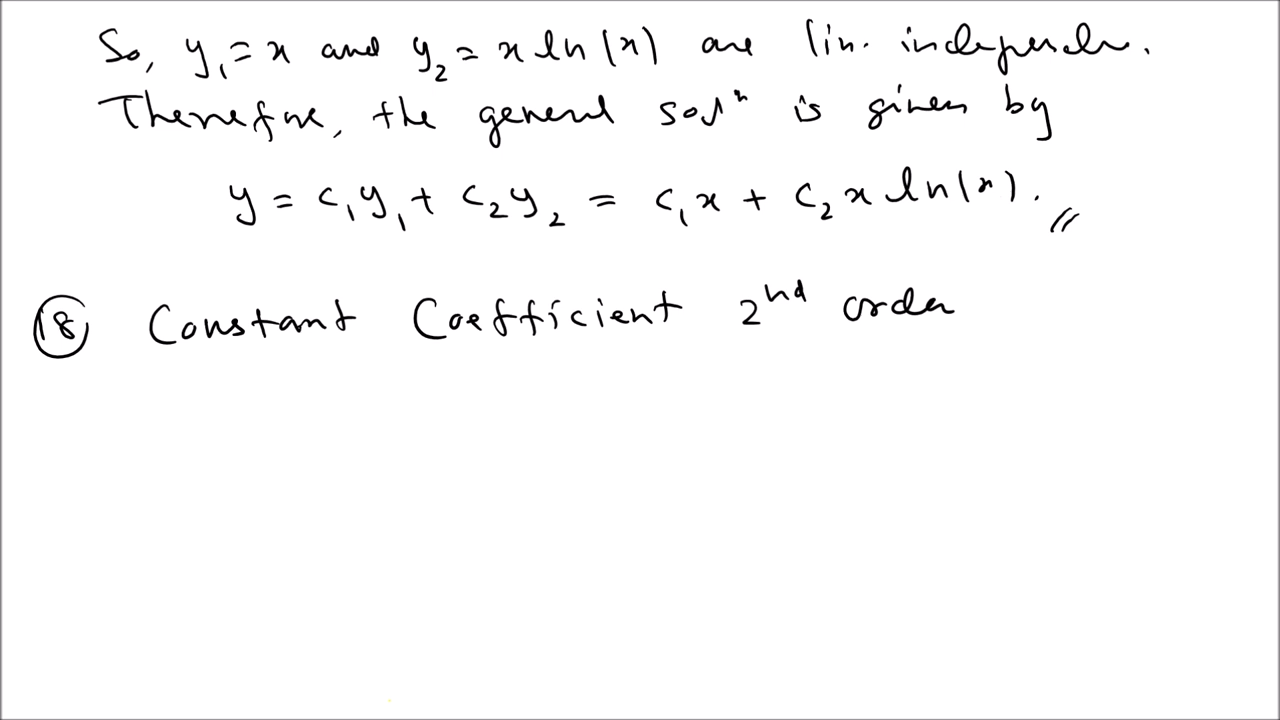 So, y₁ = x and y₂ = x ln(x) are lin. independen.
Therefore, the general solⁿ is given by
y = c₁y₁ + c₂y₂ = c₁x + c₂x ln(x). //
⑱ Constant Coefficient 2ⁿᵈ order